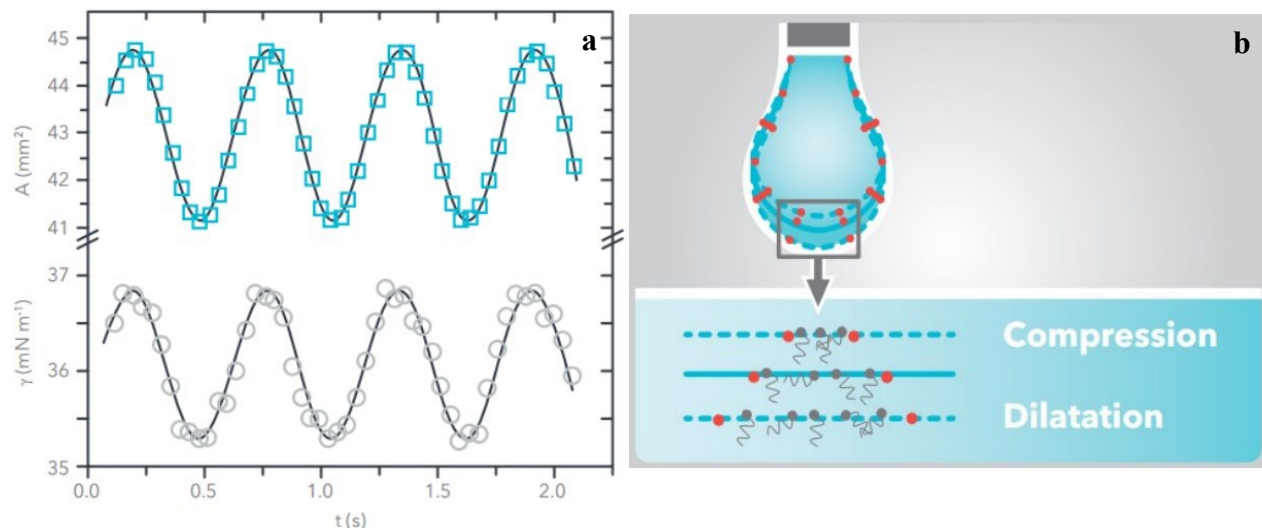 a
45
44
43
42
41
A (mm²)
37
36
35
γ (mN m⁻¹)
0.0 0.5 1.0 1.5 2.0
t (s)
b
Compression
Dilatation